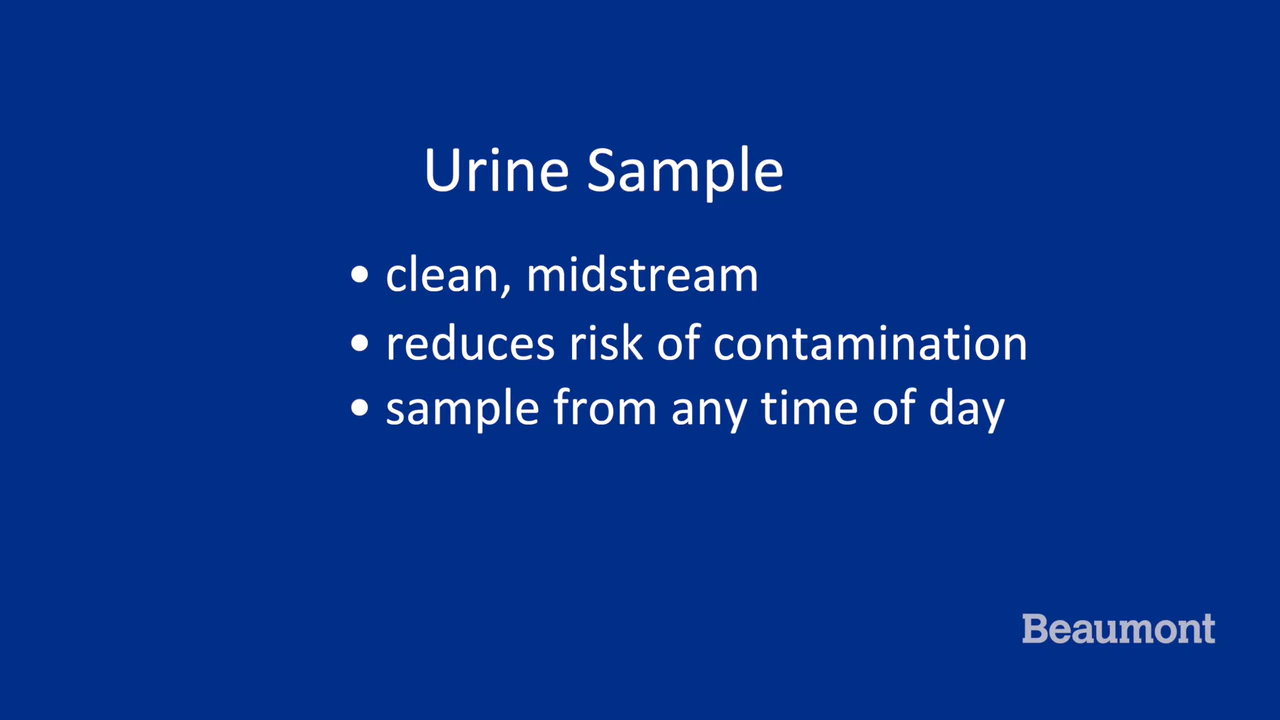 Urine Sample
• clean, midstream
• reduces risk of contamination
• sample from any time of day
Beaumont